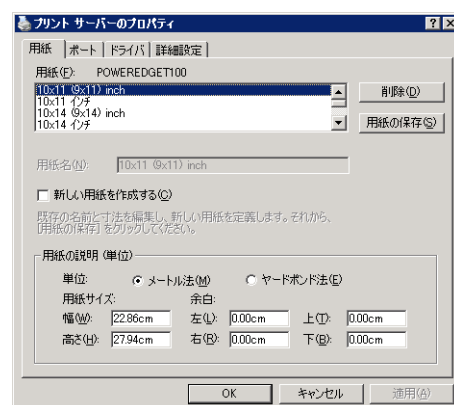 プリント サーバーのプロパティ
用紙 ポート ドライバ 詳細設定
用紙(F): POWEREDGET100
10x11 (9x11) inch
10x11 インチ
10x14 (9x14) inch
10x14 インチ
削除(D)
用紙の保存(S)
用紙名(N): 10x11 (9x11) inch
新しい用紙を作成する(C)
既存の名前と寸法を編集し、新しい用紙を定義します。それから、
[用紙の保存] をクリックしてください。
用紙の説明 (単位)
単位: メートル法(M) ヤードポンド法(E)
用紙サイズ: 余白:
幅(W): 22.86cm 左(L): 0.00cm 上(T): 0.00cm
高さ(H): 27.94cm 右(R): 0.00cm 下(B): 0.00cm
OK キャンセル 適用(A)